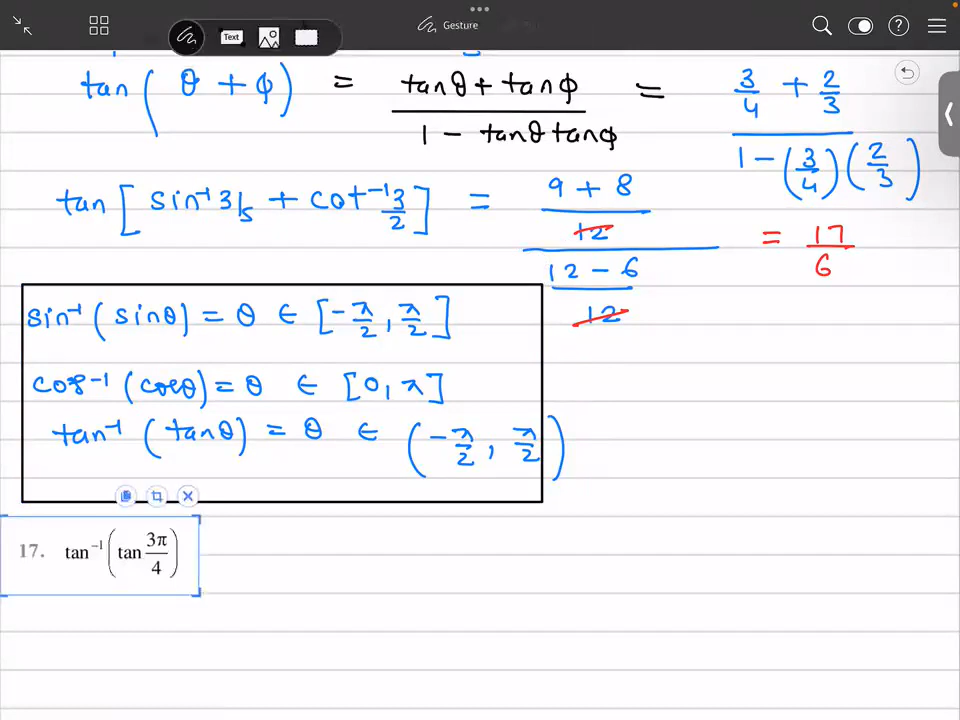 Text Gesture ?
tan(θ + φ) = (tanθ + tanφ)/(1 - tanθ tanφ) = (3/4 + 2/3)/(1 - (3/4)(2/3))
tan[sin⁻¹ 3/5 + cot⁻¹ 3/2] = ((9 + 8)/12)/((12 - 6)/12) = 17/6
sin⁻¹(sinθ) = θ ∈ [-π/2, π/2]
cos⁻¹(cosθ) = θ ∈ [0, π]
tan⁻¹(tanθ) = θ ∈ (-π/2, π/2)
17. tan⁻¹(tan 3π/4)